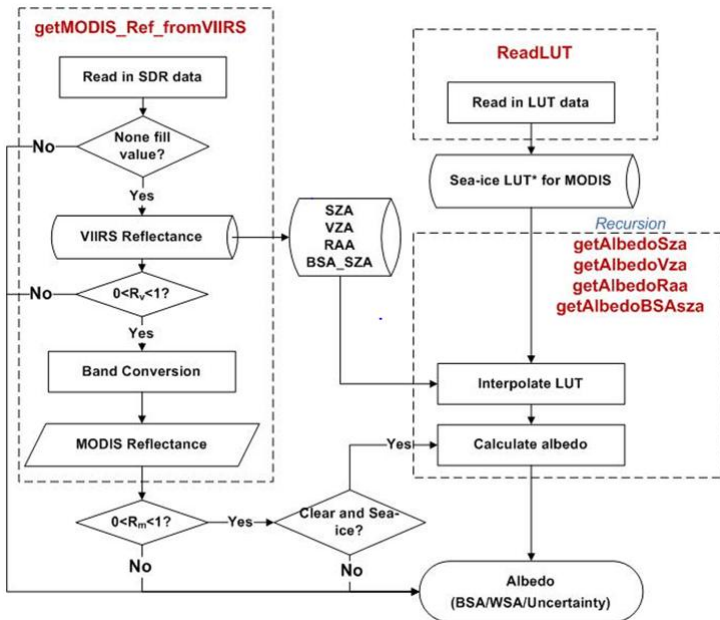 getMODIS_Ref_fromVIIRS
Read in SDR data
No
None fill
value?
Yes
VIIRS Reflectance
No
0<Rv<1?
Yes
Band Conversion
MODIS Reflectance
0<Rm<1?
Yes
No
Clear and Sea-
ice?
Yes
No
SZA
VZA
RAA
BSA_SZA
ReadLUT
Read in LUT data
Sea-ice LUT* for MODIS
Recursion
getAlbedoSza
getAlbedoVza
getAlbedoRaa
getAlbedoBSAsza
Interpolate LUT
Calculate albedo
Albedo
(BSA/WSA/Uncertainty)